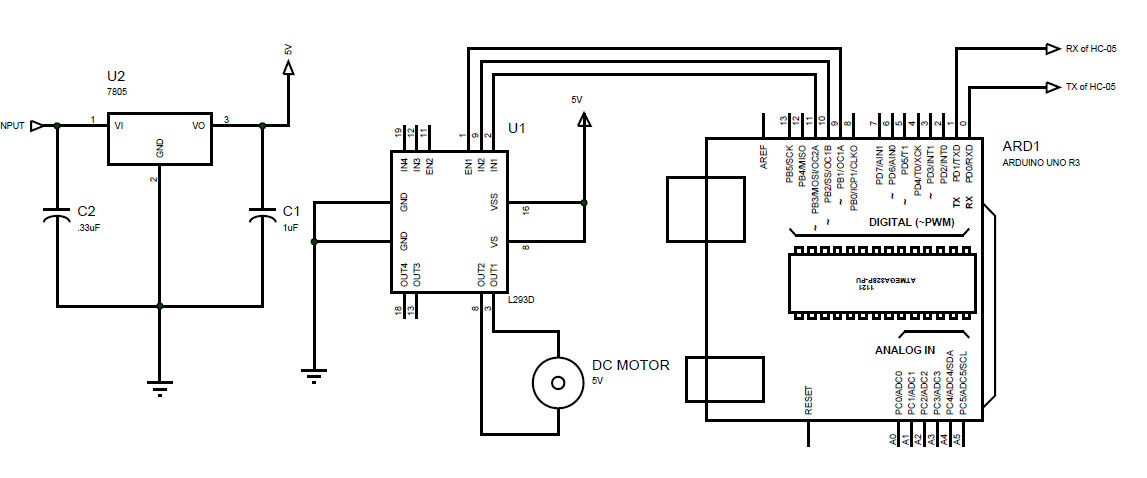 U2
7805
NPUT
1
VI
VO
3
GND
2
5V
C2
.33uF
C1
1uF
U1
5V
19
12
11
1
9
2
IN4
IN3
EN2
EN1
IN2
IN1
GND
VSS
16
GND
VS
8
OUT4
OUT3
OUT2
OUT1
18
13
8
3
L293D
DC MOTOR
5V
RX of HC-05
TX of HC-05
ARD1
ARDUINO UNO R3
13
12
11
10
9
8
7
6
5
4
3
2
1
0
AREF
PB5/SCK
PB4/MISO
~ PB3/MOSI/OC2A
~ PB2/SS/OC1B
~ PB1/OC1A
PB0/ICP1/CLKO
PD7/AIN1
~ PD6/AIN0
~ PD5/T1
PD4/T0/XCK
~ PD3/INT1
PD2/INT0
TX PD1/TXD
RX PD0/RXD
DIGITAL (~PWM)
ATMEGA328P-PU
1121
ANALOG IN
RESET
PC0/ADC0
PC1/ADC1
PC2/ADC2
PC3/ADC3
PC4/ADC4/SDA
PC5/ADC5/SCL
A0
A1
A2
A3
A4
A5